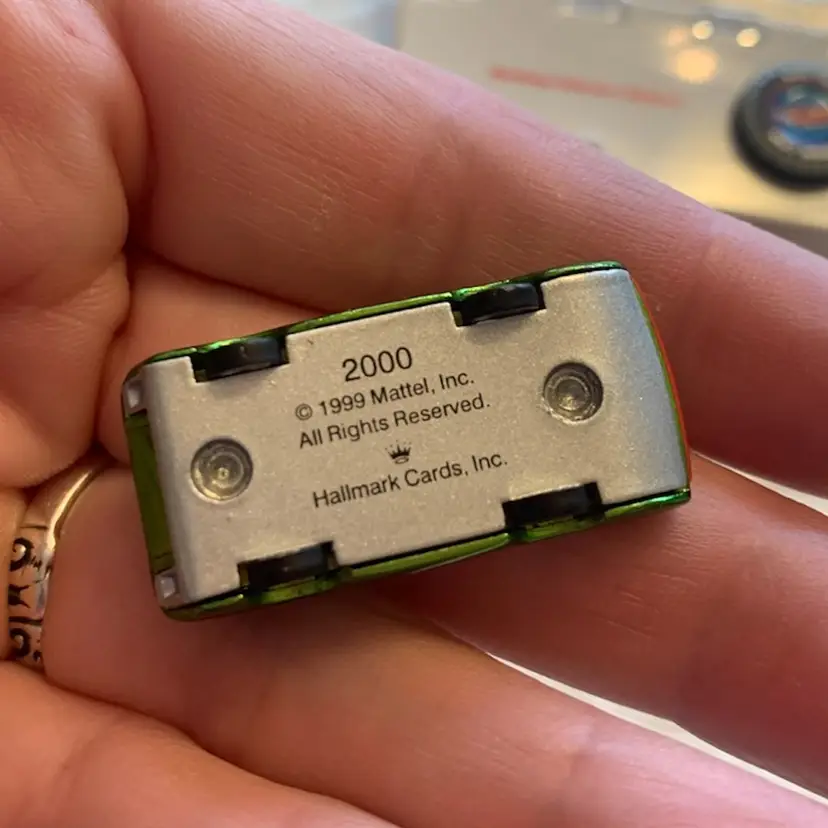 2000
© 1999 Mattel, Inc.
All Rights Reserved.
Hallmark Cards, Inc.